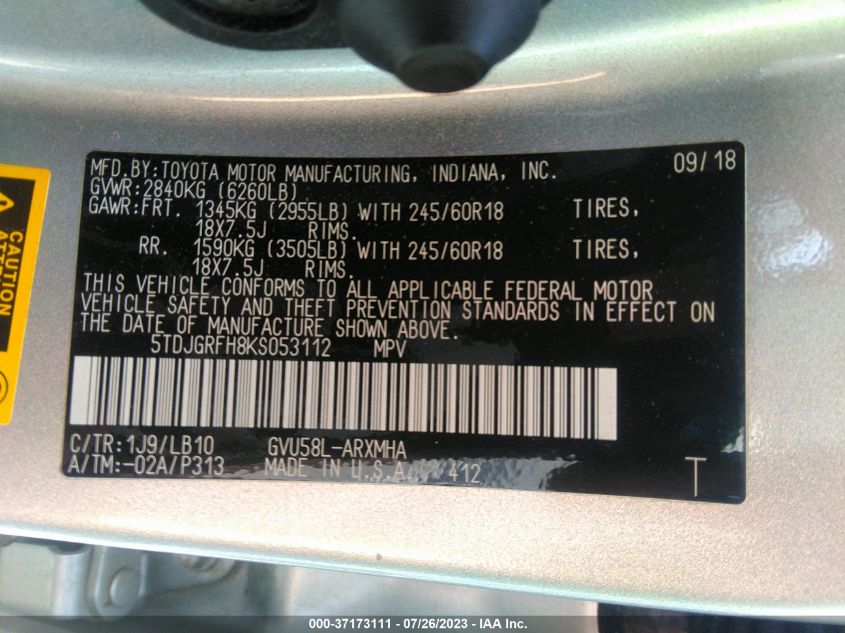 MFD.BY:TOYOTA MOTOR MANUFACTURING, INDIANA, INC. 09/18
GVWR:2840KG (6260LB)
GAWR:FRT. 1345KG (2955LB) WITH 245/60R18 TIRES,
18X7.5J RIMS.
RR. 1590KG (3505LB) WITH 245/60R18 TIRES,
18X7.5J RIMS.
THIS VEHICLE CONFORMS TO ALL APPLICABLE FEDERAL MOTOR
VEHICLE SAFETY AND THEFT PREVENTION STANDARDS IN EFFECT ON
THE DATE OF MANUFACTURE SHOWN ABOVE.
5TDJGRFH8KS053112 MPV
C/TR:1J9/LB10 GVU58L-ARXMHA
A/TM:-02A/P313 MADE IN U.S.A. 412
T
CAUTION
000-37173111 - 07/26/2023 - IAA Inc.